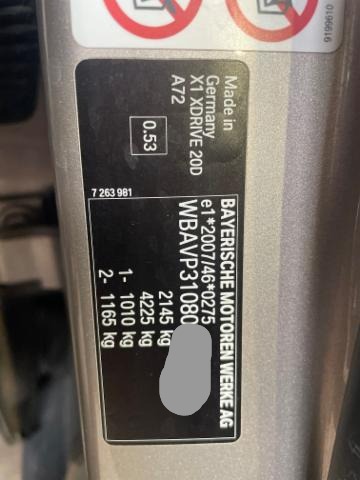 Made in
Germany
X1 XDRIVE 20D
A72
0.53
7 263 981
BAYERISCHE MOTOREN WERKE AG
e1*2007/46*0275
WBAVP31080
2145 kg
4225 kg
1- 1010 kg
2- 1165 kg
9199610